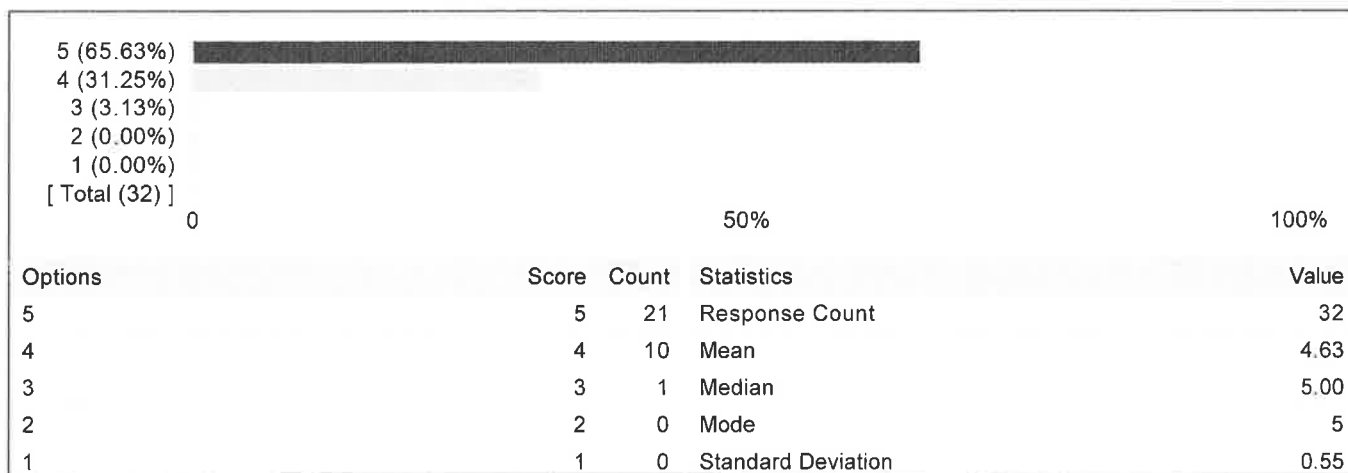 5 (65.63%)
4 (31.25%)
3 (3.13%)
2 (0.00%)
1 (0.00%)
[ Total (32) ]
0 50% 100%
Options Score Count Statistics Value
5 5 21 Response Count 32
4 4 10 Mean 4.63
3 3 1 Median 5.00
2 2 0 Mode 5
1 1 0 Standard Deviation 0.55